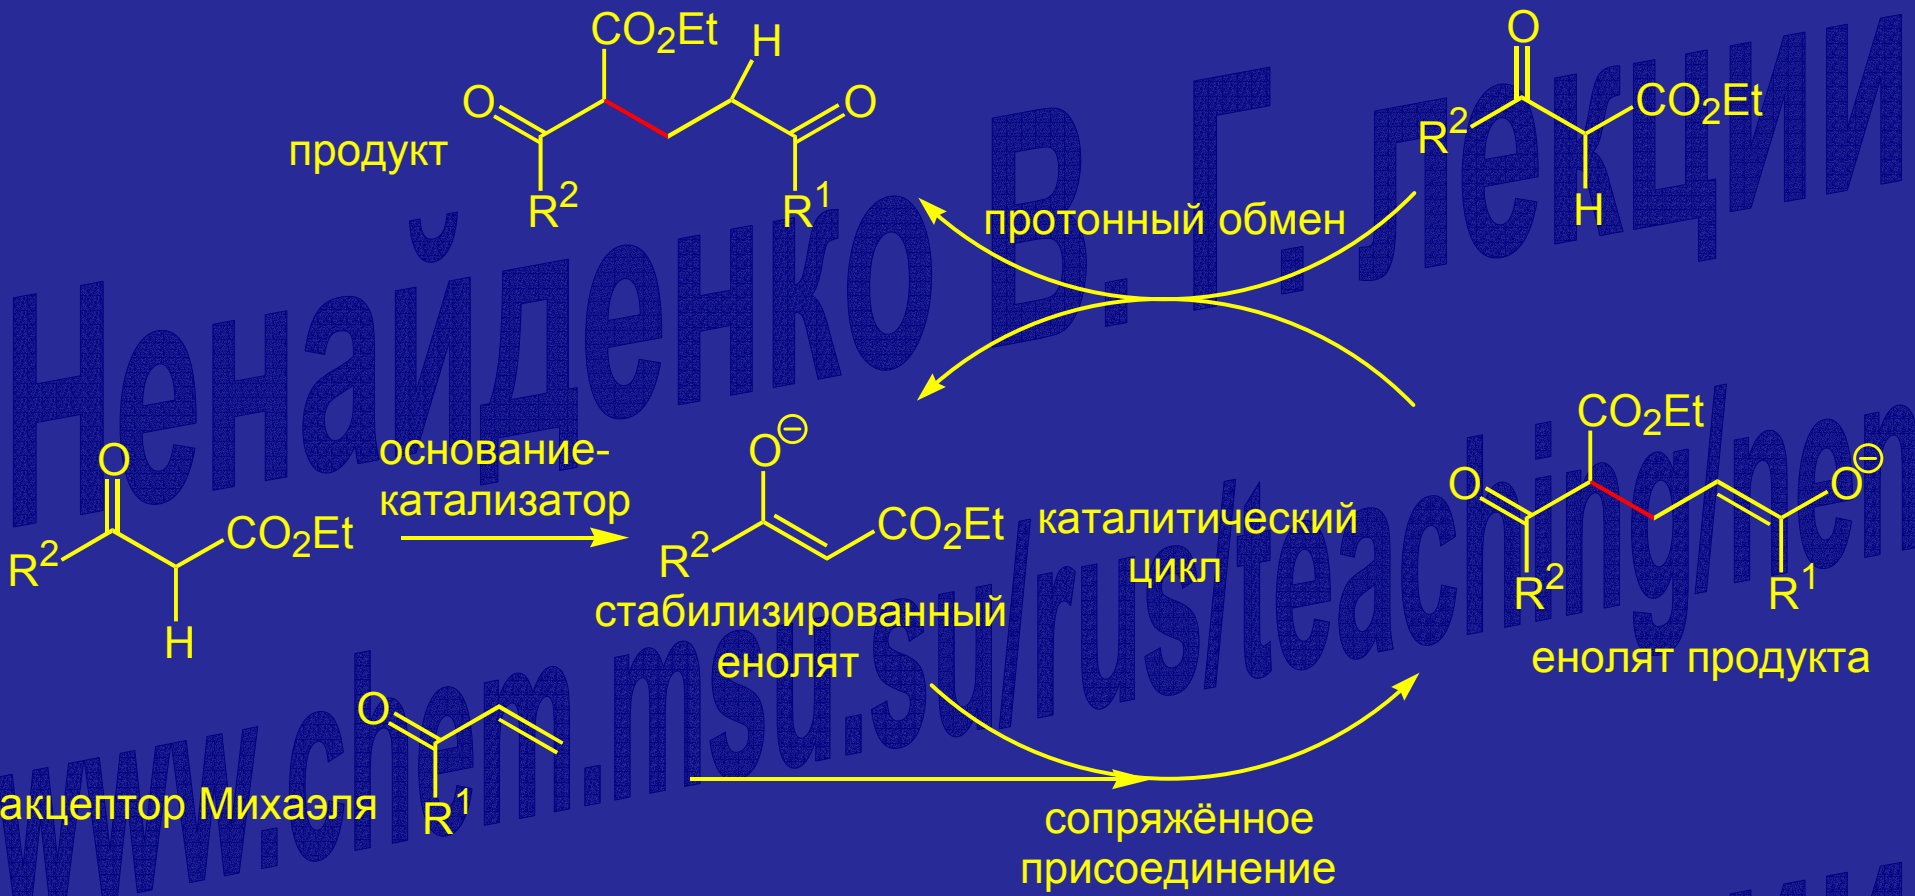 CO₂Et
H
O
O
продукт
R²
R¹
O
CO₂Et
R²
H
протонный обмен
Ненайденко В. Г. лекции
O
CO₂Et
R²
H
основание-
катализатор
O⊖
R²
CO₂Et
стабилизированный
енолят
каталитический
цикл
CO₂Et
O
O⊖
R²
R¹
енолят продукта
O
R¹
акцептор Михаэля
сопряжённое
присоединение
www.chem.msu.su/rus/teaching/nen